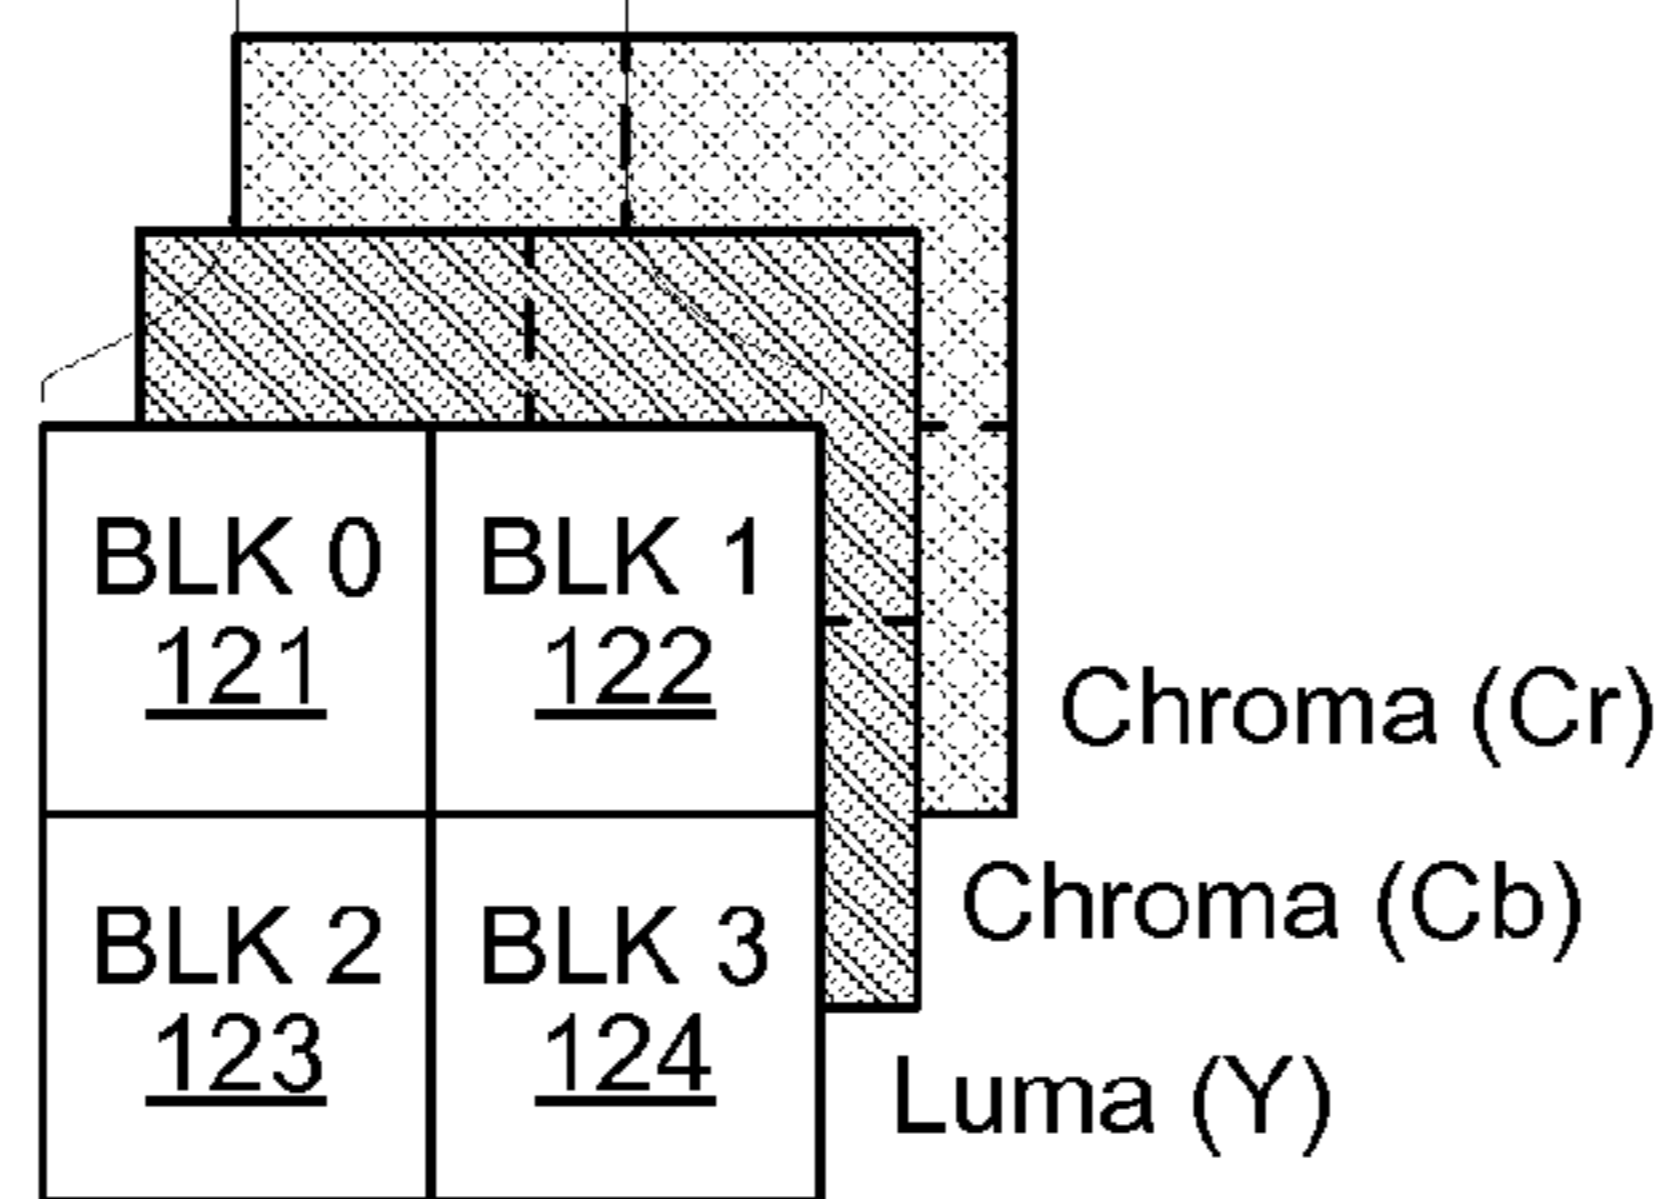 BLK 0
121
BLK 1
122
BLK 2
123
BLK 3
124
Chroma (Cr)
Chroma (Cb)
Luma (Y)